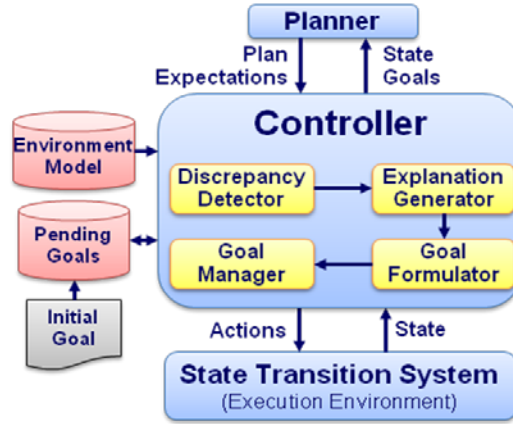 Planner
Plan
Expectations
State
Goals
Controller
Environment
Model
Discrepancy
Detector
Explanation
Generator
Pending
Goals
Goal
Manager
Goal
Formulator
Initial
Goal
Actions
State
State Transition System
(Execution Environment)